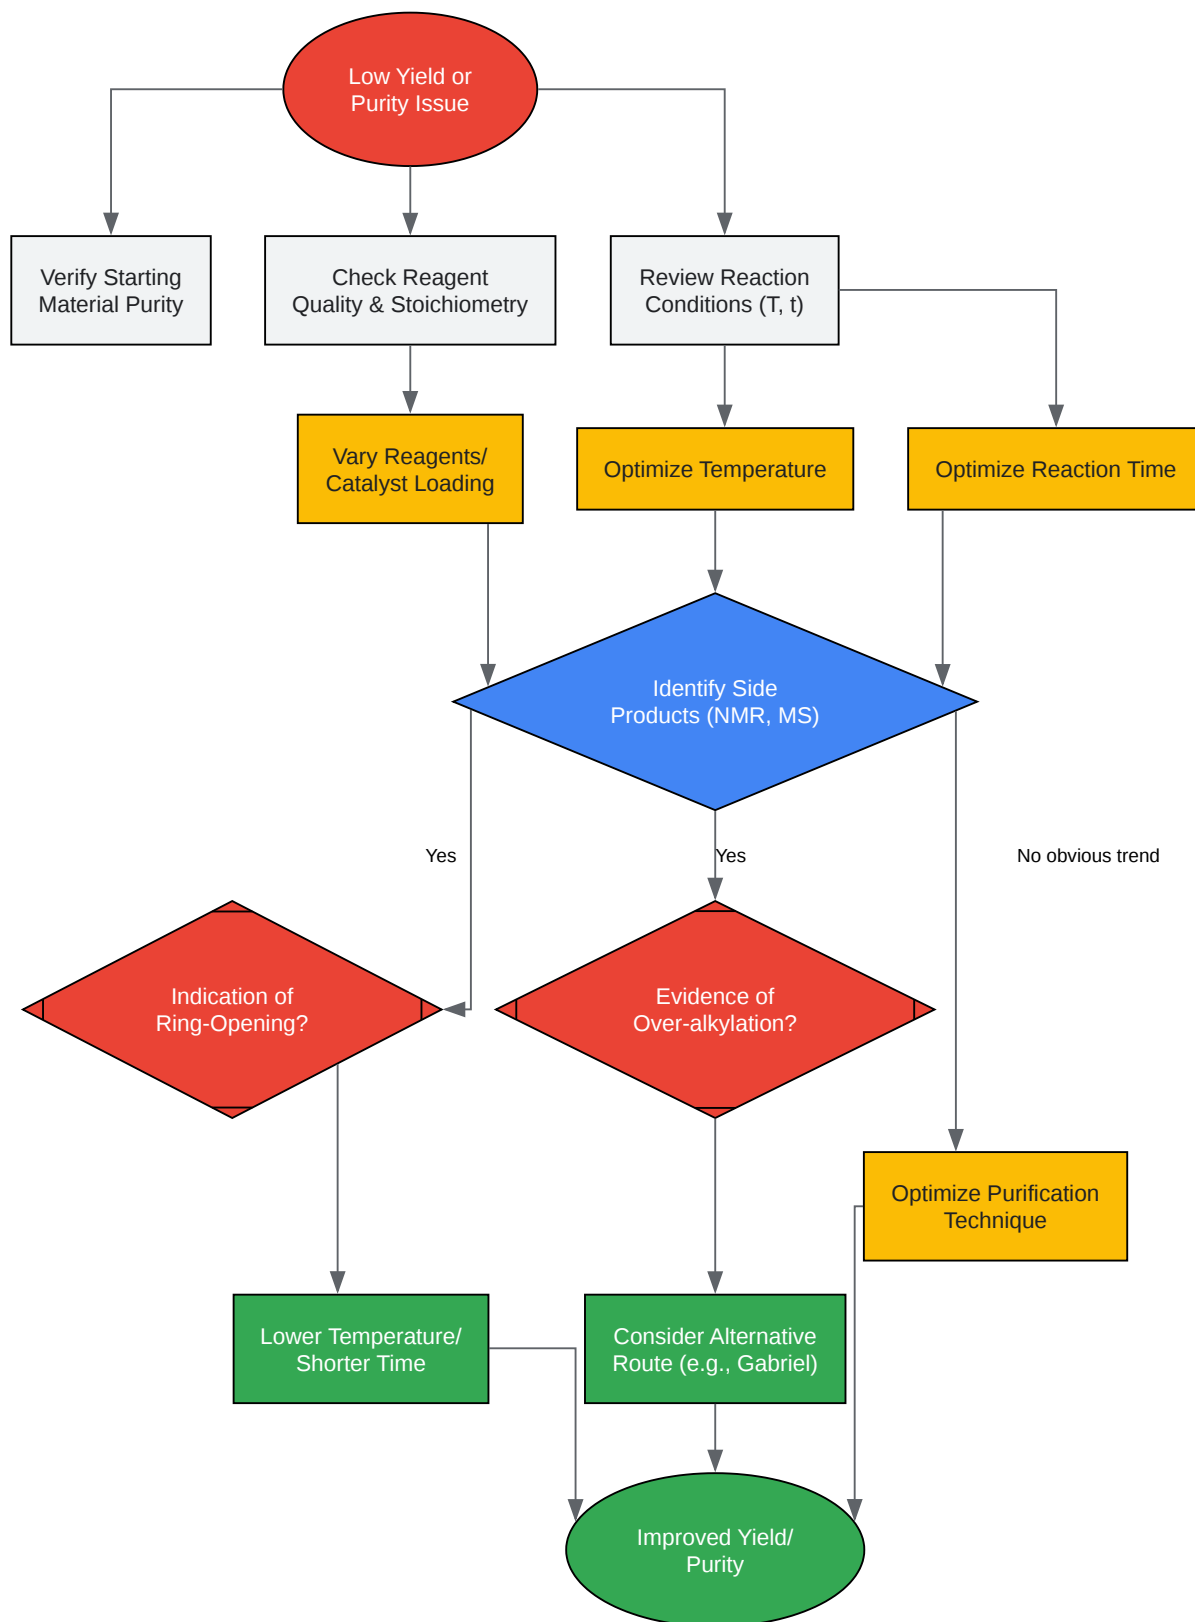 Low Yield or
Purity Issue
Verify Starting
Material Purity
Check Reagent
Quality & Stoichiometry
Review Reaction
Conditions (T, t)
Vary Reagents/
Catalyst Loading
Optimize Temperature
Optimize Reaction Time
Identify Side
Products (NMR, MS)
Yes
Yes
No obvious trend
Indication of
Ring-Opening?
Evidence of
Over-alkylation?
Optimize Purification
Technique
Lower Temperature/
Shorter Time
Consider Alternative
Route (e.g., Gabriel)
Improved Yield/
Purity